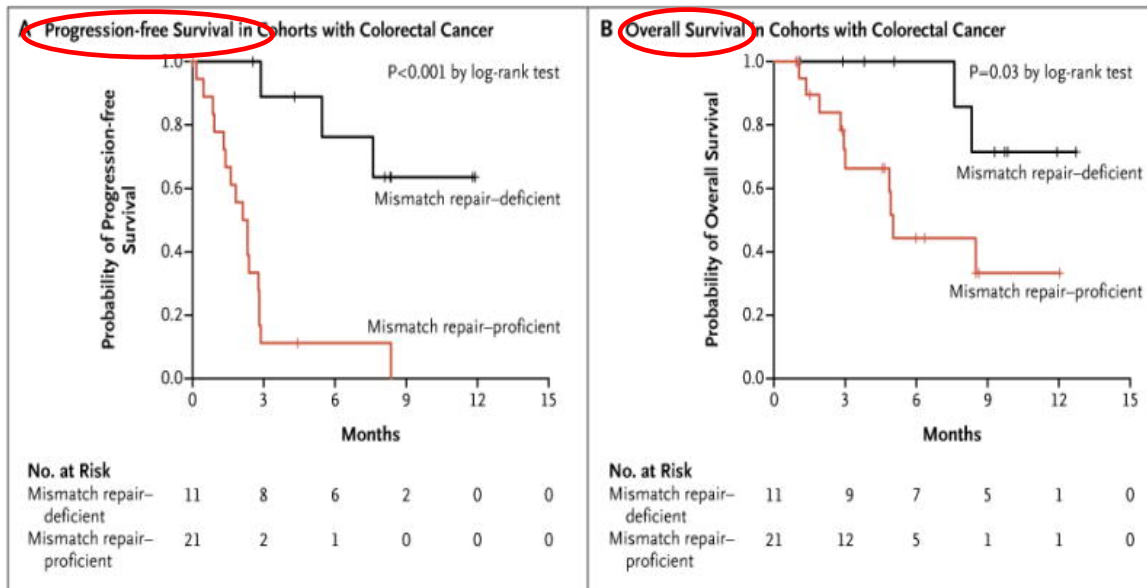 A Progression-free Survival in Cohorts with Colorectal Cancer
P<0.001 by log-rank test
Probability of Progression-free
Survival
1.0
0.8
0.6
0.4
0.2
0.0
Mismatch repair–deficient
Mismatch repair–proficient
0 3 6 9 12 15
Months
No. at Risk
Mismatch repair–
deficient
11 8 6 2 0 0
Mismatch repair–
proficient
21 2 1 0 0 0
B Overall Survival in Cohorts with Colorectal Cancer
P=0.03 by log-rank test
Probability of Overall Survival
1.0
0.8
0.6
0.4
0.2
0.0
Mismatch repair–deficient
Mismatch repair–proficient
0 3 6 9 12 15
Months
No. at Risk
Mismatch repair–
deficient
11 9 7 5 1 0
Mismatch repair–
proficient
21 12 5 1 1 0